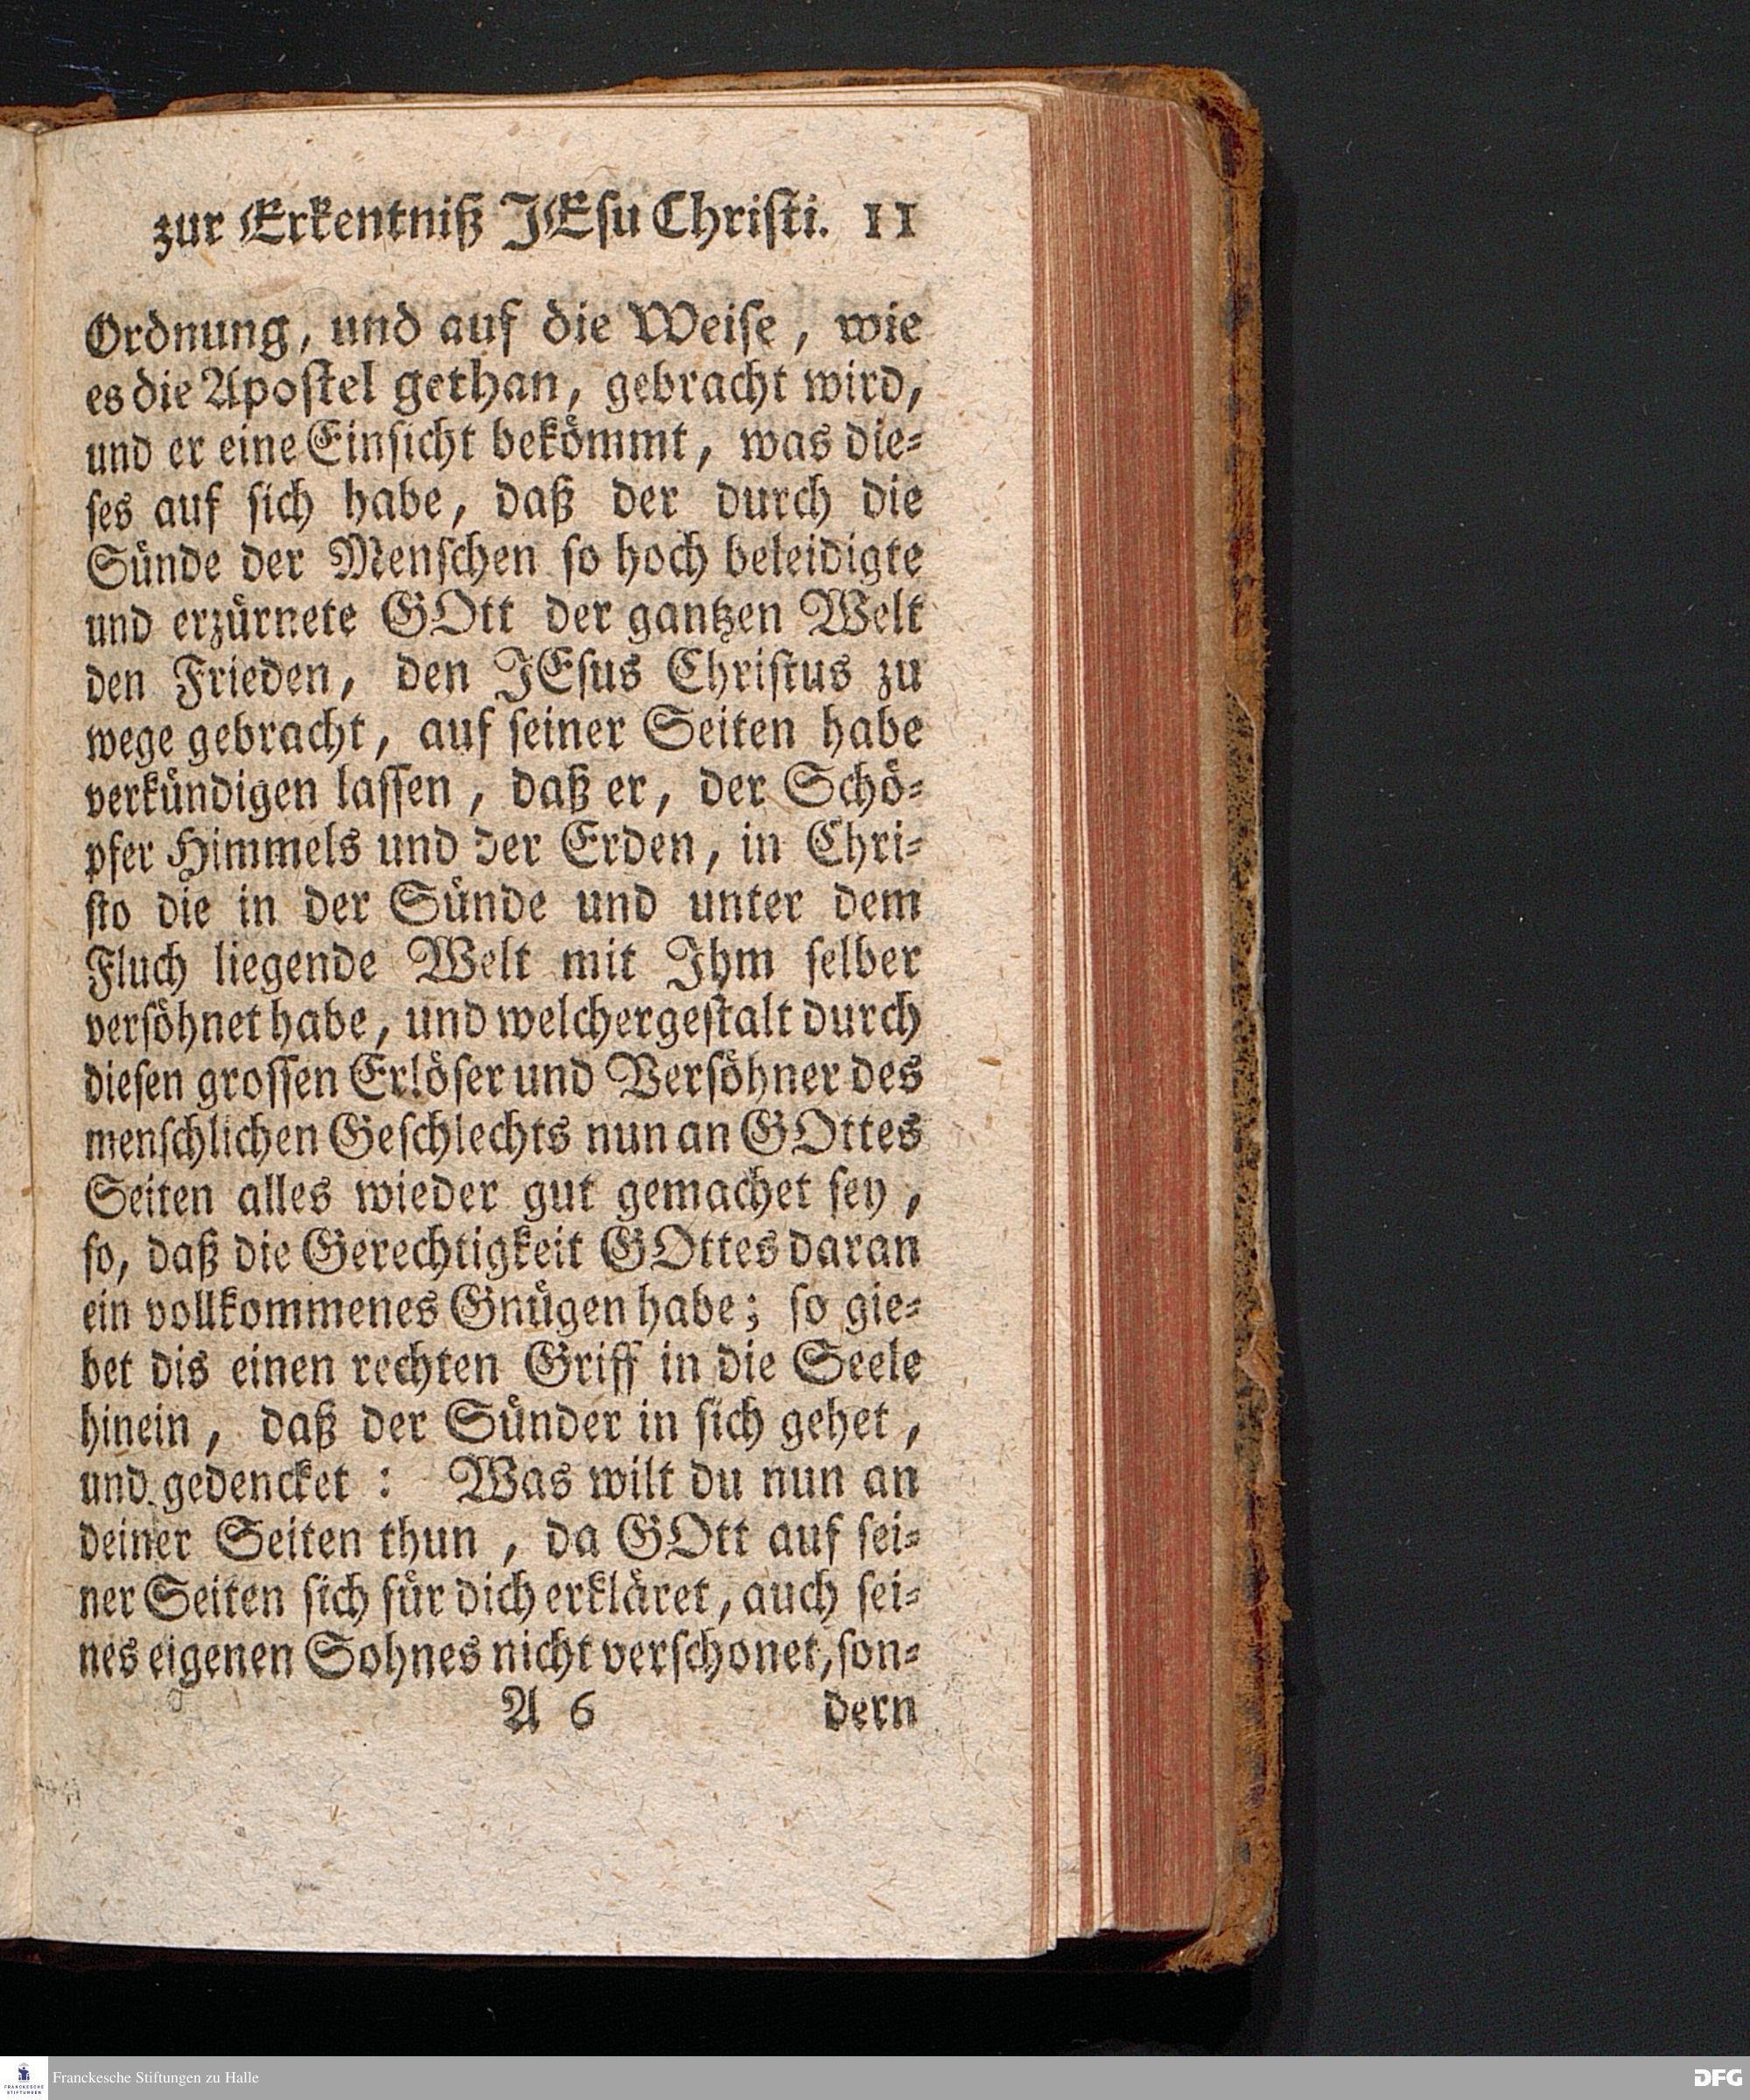 zur Erkentniß JEſu Chriſti. 11
Ordnung, und auf die Weiſe, wie
es die Apoſtel gethan, gebracht wird,
und er eine Einſicht bekömmt, was die-
ſes auf ſich habe, daß der durch die
Sünde der Menſchen ſo hoch beleidigte
und erzürnete GOtt der gantzen Welt
den Frieden, den JEſus Chriſtus zu
wege gebracht, auf ſeiner Seiten habe
verkündigen laſſen, daß er, der Schö-
pfer Himmels und der Erden, in Chri-
ſto die in der Sünde und unter dem
Fluch liegende Welt mit Ihm ſelber
verſöhnet habe, und welchergeſtalt durch
dieſen groſſen Erlöſer und Verſöhner des
menſchlichen Geſchlechts nun an GOttes
Seiten alles wieder gut gemachet ſey,
ſo, daß die Gerechtigkeit GOttes daran
ein vollkommenes Gnügen habe; ſo gie-
bet dis einen rechten Griff in die Seele
hinein, daß der Sünder in ſich gehet,
und gedencket: Was wilt du nun an
deiner Seiten thun, da GOtt auf ſei-
ner Seiten ſich für dich erkläret, auch ſei-
nes eigenen Sohnes nicht verſchonet, ſon-
A 6 dern
FRANCKESCHE STIFTUNGEN
Franckesche Stiftungen zu Halle
DFG